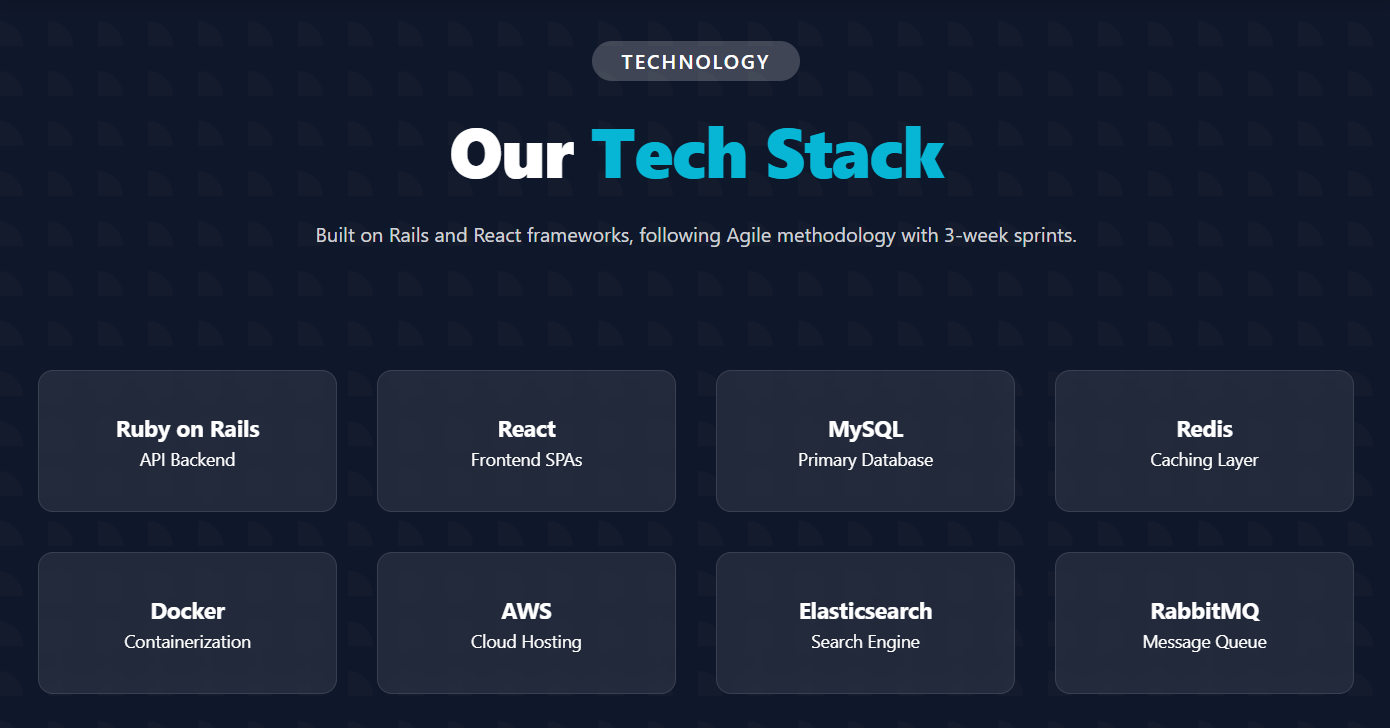 TECHNOLOGY
Our Tech Stack
Built on Rails and React frameworks, following Agile methodology with 3-week sprints.
Ruby on Rails
API Backend
React
Frontend SPAs
MySQL
Primary Database
Redis
Caching Layer
Docker
Containerization
AWS
Cloud Hosting
Elasticsearch
Search Engine
RabbitMQ
Message Queue